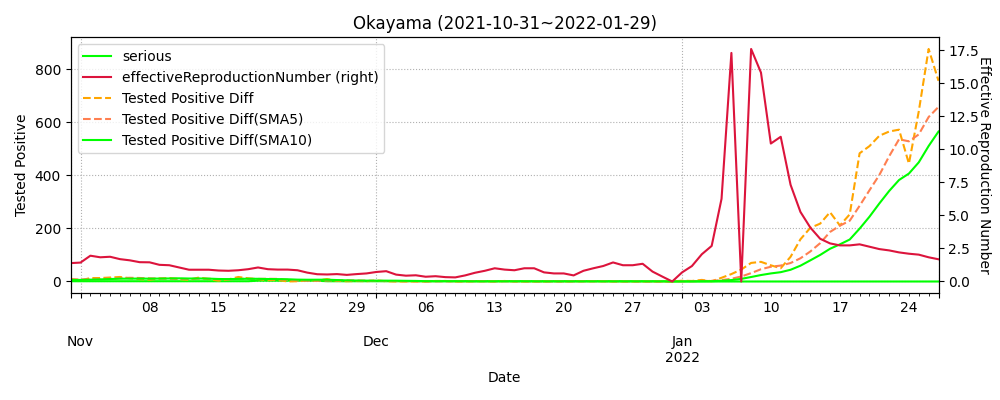 Okayama (2021-10-31~2022-01-29)
serious
effectiveReproductionNumber (right)
Tested Positive Diff
Tested Positive Diff(SMA5)
Tested Positive Diff(SMA10)
Tested Positive
800
600
400
200
0
17.5
15.0
12.5
10.0
7.5
5.0
2.5
0.0
Effective Reproduction Number
08 15 22 29 06 13 20 27 03 10 17 24
Nov Dec Jan
2022
Date